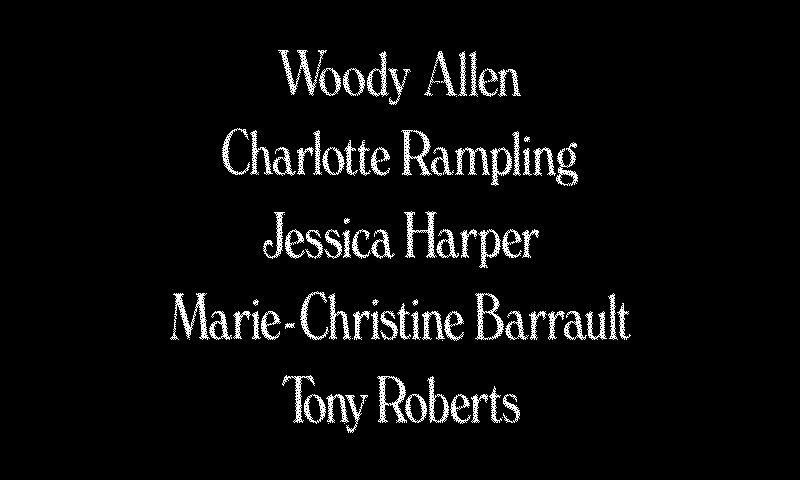 Woody Allen
Charlotte Rampling
Jessica Harper
Marie-Christine Barrault
Tony Roberts